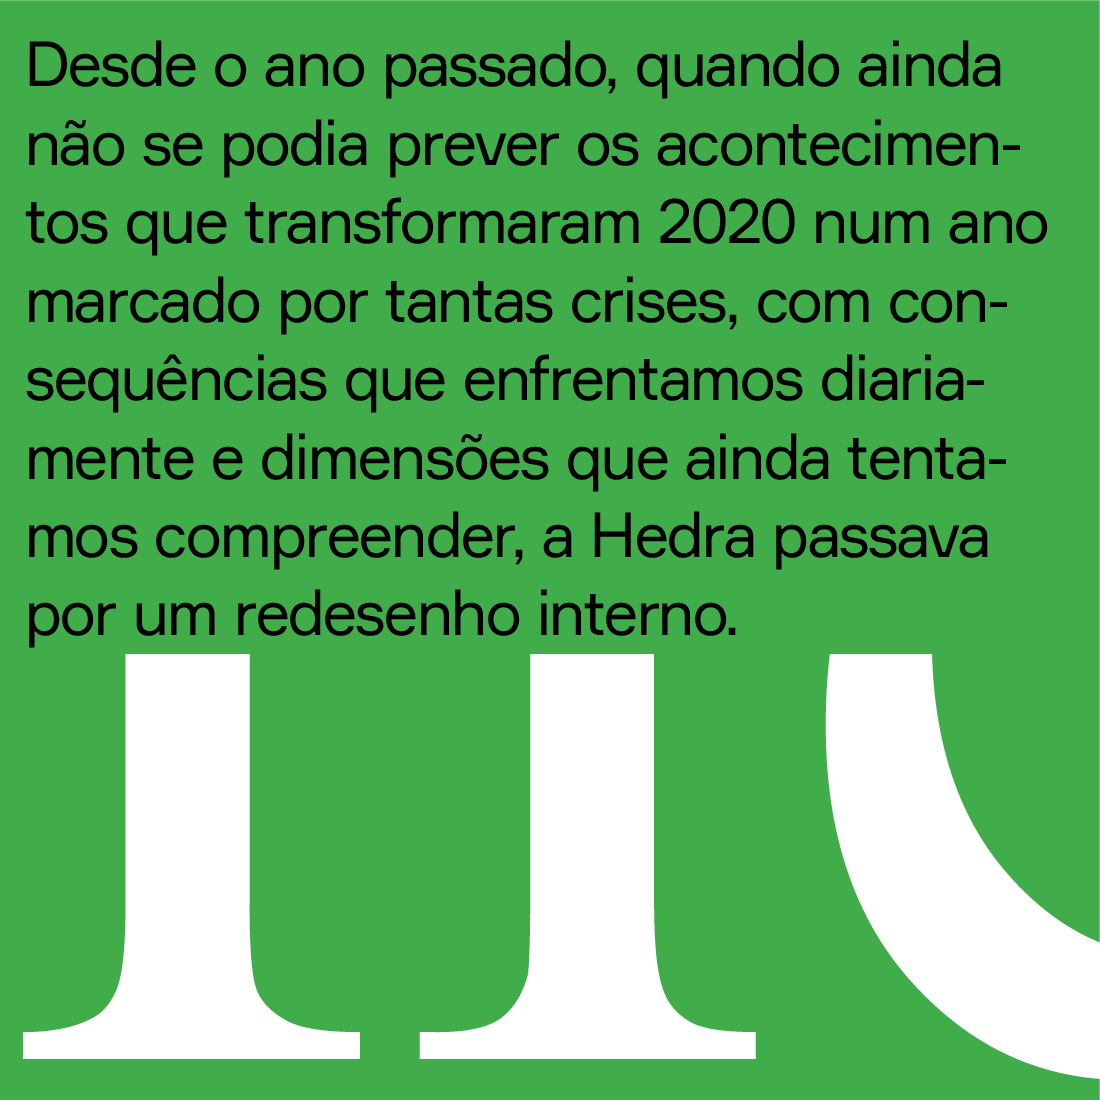 Desde o ano passado, quando ainda
não se podia prever os acontecimen-
tos que transformaram 2020 num ano
marcado por tantas crises, com con-
sequências que enfrentamos diaria-
mente e dimensões que ainda tenta-
mos compreender, a Hedra passava
por um redesenho interno.